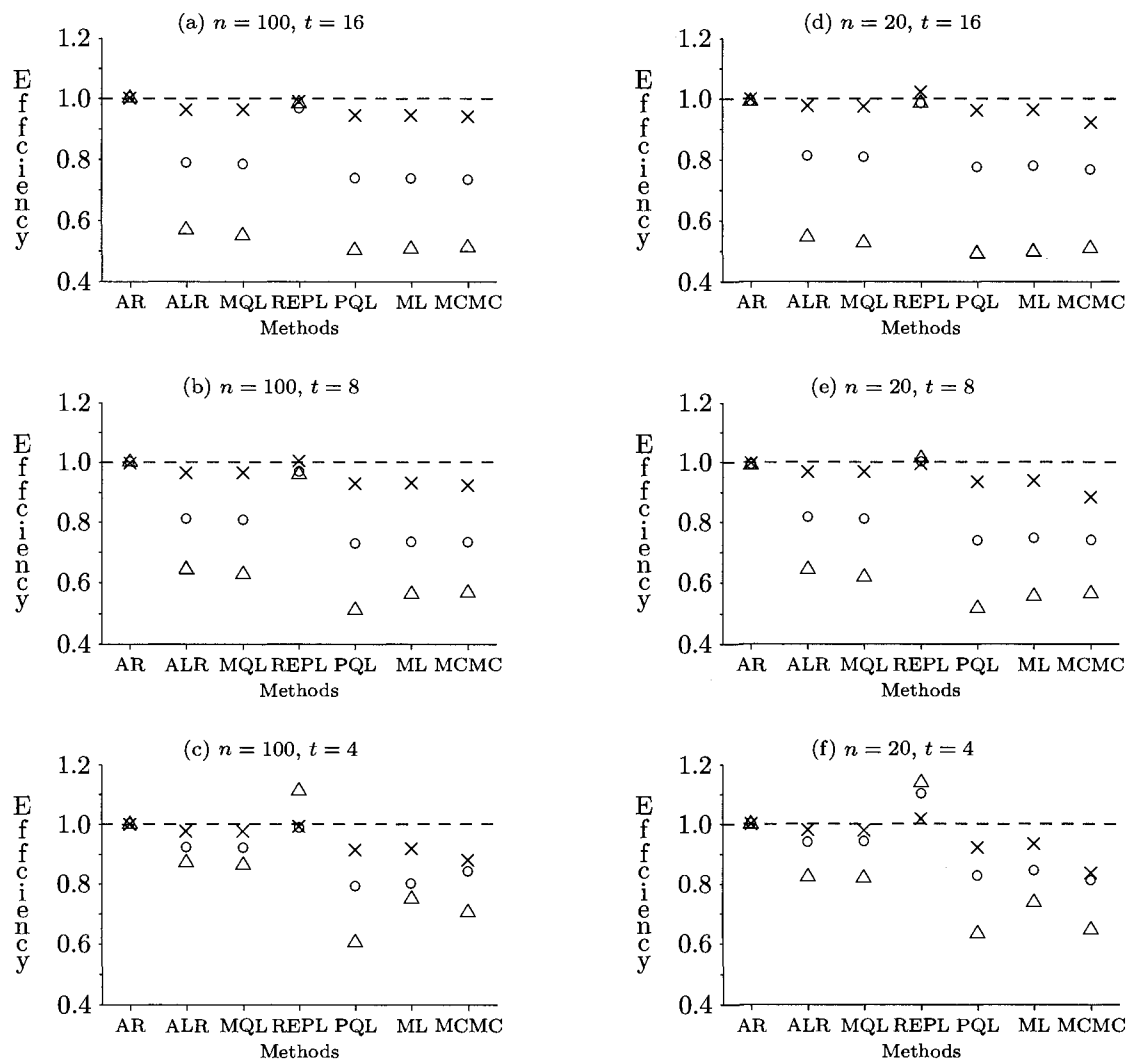 (a) n = 100, t = 16
Effciency
1.2
1.0
0.8
0.6
0.4
AR ALR MQL REPL PQL ML MCMC
Methods
(d) n = 20, t = 16
Effciency
1.2
1.0
0.8
0.6
0.4
AR ALR MQL REPL PQL ML MCMC
Methods
(b) n = 100, t = 8
Effciency
1.2
1.0
0.8
0.6
0.4
AR ALR MQL REPL PQL ML MCMC
Methods
(e) n = 20, t = 8
Effciency
1.2
1.0
0.8
0.6
0.4
AR ALR MQL REPL PQL ML MCMC
Methods
(c) n = 100, t = 4
Effciency
1.2
1.0
0.8
0.6
0.4
AR ALR MQL REPL PQL ML MCMC
Methods
(f) n = 20, t = 4
Effciency
1.2
1.0
0.8
0.6
0.4
AR ALR MQL REPL PQL ML MCMC
Methods